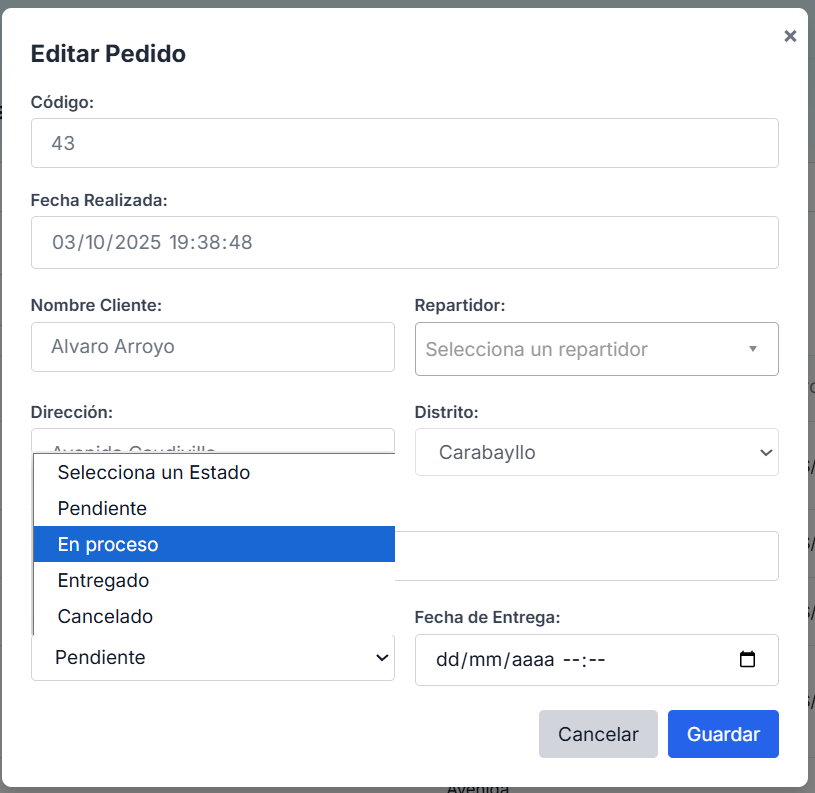 ×
Editar Pedido
Código:
43
Fecha Realizada:
03/10/2025 19:38:48
Nombre Cliente:
Repartidor:
Alvaro Arroyo
Selecciona un repartidor
Dirección:
Distrito:
Carabayllo
Selecciona un Estado
Pendiente
En proceso
Entregado
Cancelado
Fecha de Entrega:
Pendiente
dd/mm/aaaa --:--
Cancelar
Guardar